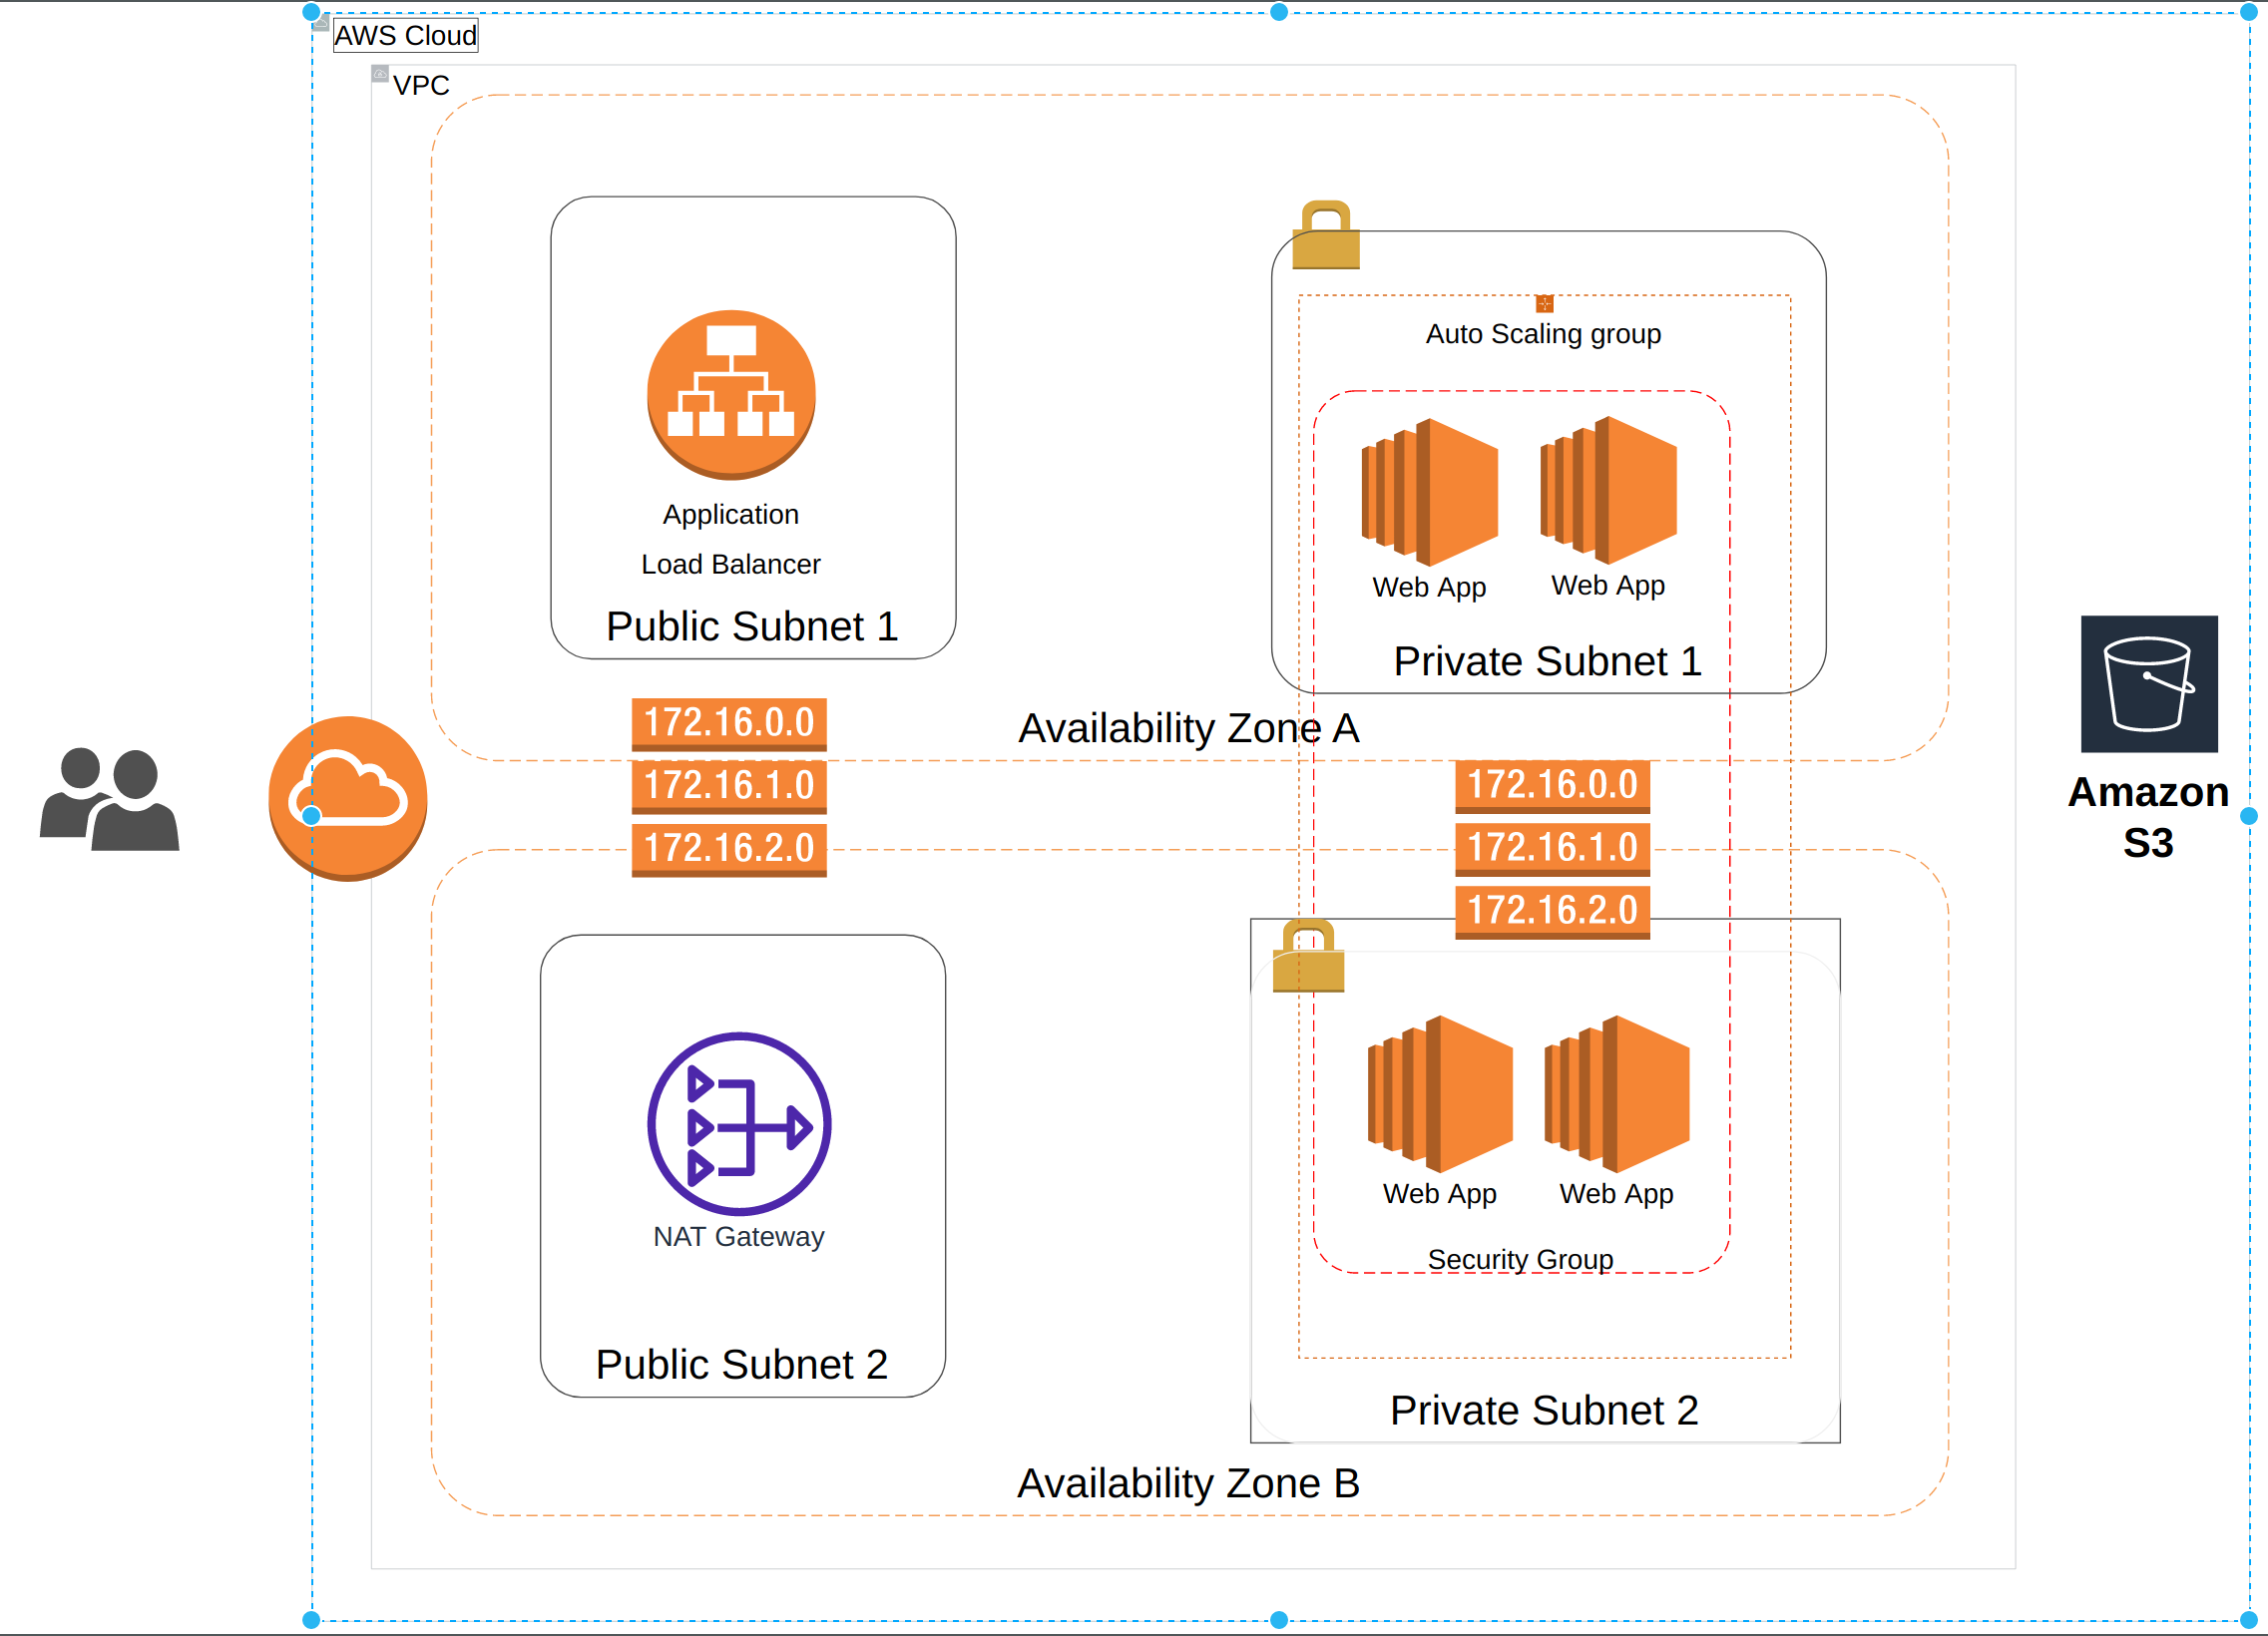 AWS Cloud
VPC
Auto Scaling group
Application
Load Balancer
Public Subnet 1
Web App
Web App
Private Subnet 1
172.16.0.0
172.16.1.0
172.16.2.0
Availability Zone A
172.16.0.0
172.16.1.0
172.16.2.0
Amazon
S3
NAT Gateway
Public Subnet 2
Web App
Web App
Security Group
Private Subnet 2
Availability Zone B